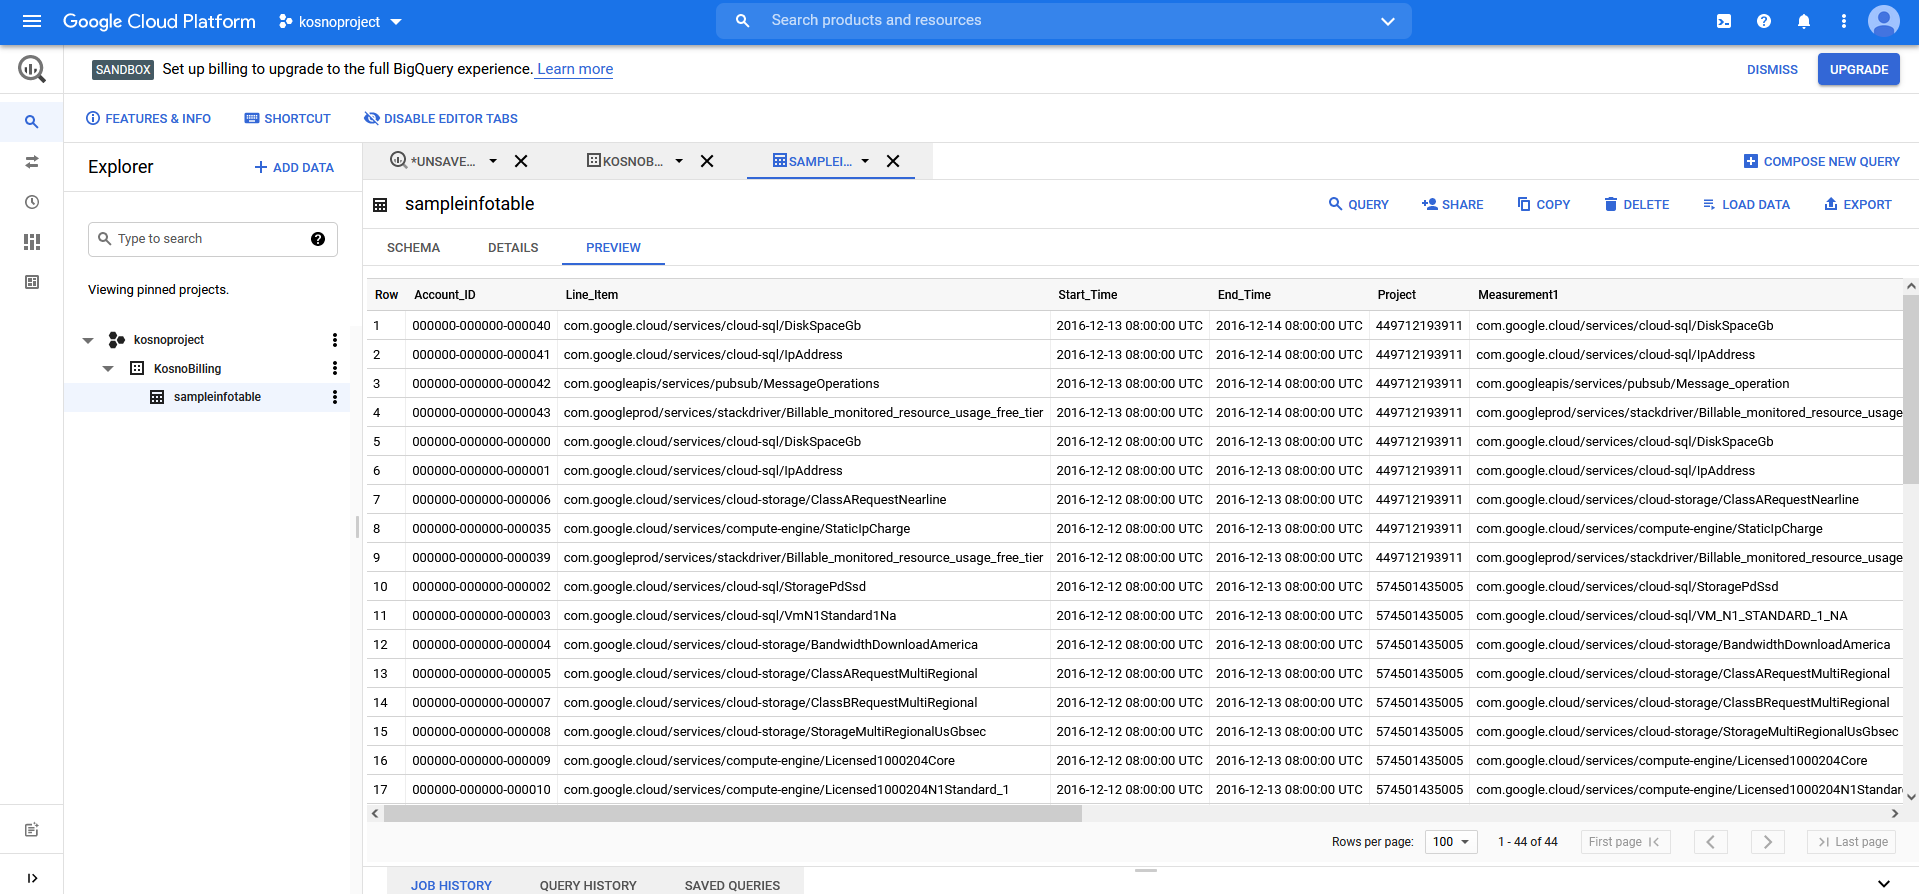 Google Cloud Platform kosnoproject Search products and resources
SANDBOX Set up billing to upgrade to the full BigQuery experience. Learn more DISMISS UPGRADE
FEATURES & INFO SHORTCUT DISABLE EDITOR TABS
Explorer + ADD DATA
*UNSAVE... KOSNOB... SAMPLEI... COMPOSE NEW QUERY
sampleinfotable QUERY SHARE COPY DELETE LOAD DATA EXPORT
Type to search
SCHEMA DETAILS PREVIEW
Viewing pinned projects.
kosnoproject
KosnoBilling
sampleinfotable
Row Account_ID Line_Item Start_Time End_Time Project Measurement1
1 000000-000000-000040 com.google.cloud/services/cloud-sql/DiskSpaceGb 2016-12-13 08:00:00 UTC 2016-12-14 08:00:00 UTC 449712193911 com.google.cloud/services/cloud-sql/DiskSpaceGb
2 000000-000000-000041 com.google.cloud/services/cloud-sql/IpAddress 2016-12-13 08:00:00 UTC 2016-12-14 08:00:00 UTC 449712193911 com.google.cloud/services/cloud-sql/IpAddress
3 000000-000000-000042 com.googleapis/services/pubsub/MessageOperations 2016-12-13 08:00:00 UTC 2016-12-14 08:00:00 UTC 449712193911 com.googleapis/services/pubsub/Message_operation
4 000000-000000-000043 com.googleprod/services/stackdriver/Billable_monitored_resource_usage_free_tier 2016-12-13 08:00:00 UTC 2016-12-14 08:00:00 UTC 449712193911 com.googleprod/services/stackdriver/Billable_monitored_resource_usage
5 000000-000000-000000 com.google.cloud/services/cloud-sql/DiskSpaceGb 2016-12-12 08:00:00 UTC 2016-12-13 08:00:00 UTC 449712193911 com.google.cloud/services/cloud-sql/DiskSpaceGb
6 000000-000000-000001 com.google.cloud/services/cloud-sql/IpAddress 2016-12-12 08:00:00 UTC 2016-12-13 08:00:00 UTC 449712193911 com.google.cloud/services/cloud-sql/IpAddress
7 000000-000000-000006 com.google.cloud/services/cloud-storage/ClassARequestNearline 2016-12-12 08:00:00 UTC 2016-12-13 08:00:00 UTC 449712193911 com.google.cloud/services/cloud-storage/ClassARequestNearline
8 000000-000000-000035 com.google.cloud/services/compute-engine/StaticIpCharge 2016-12-12 08:00:00 UTC 2016-12-13 08:00:00 UTC 449712193911 com.google.cloud/services/compute-engine/StaticIpCharge
9 000000-000000-000039 com.googleprod/services/stackdriver/Billable_monitored_resource_usage_free_tier 2016-12-12 08:00:00 UTC 2016-12-13 08:00:00 UTC 449712193911 com.googleprod/services/stackdriver/Billable_monitored_resource_usage
10 000000-000000-000002 com.google.cloud/services/cloud-sql/StoragePdSsd 2016-12-12 08:00:00 UTC 2016-12-13 08:00:00 UTC 574501435005 com.google.cloud/services/cloud-sql/StoragePdSsd
11 000000-000000-000003 com.google.cloud/services/cloud-sql/VmN1Standard1Na 2016-12-12 08:00:00 UTC 2016-12-13 08:00:00 UTC 574501435005 com.google.cloud/services/cloud-sql/VM_N1_STANDARD_1_NA
12 000000-000000-000004 com.google.cloud/services/cloud-storage/BandwidthDownloadAmerica 2016-12-12 08:00:00 UTC 2016-12-13 08:00:00 UTC 574501435005 com.google.cloud/services/cloud-storage/BandwidthDownloadAmerica
13 000000-000000-000005 com.google.cloud/services/cloud-storage/ClassARequestMultiRegional 2016-12-12 08:00:00 UTC 2016-12-13 08:00:00 UTC 574501435005 com.google.cloud/services/cloud-storage/ClassARequestMultiRegional
14 000000-000000-000007 com.google.cloud/services/cloud-storage/ClassBRequestMultiRegional 2016-12-12 08:00:00 UTC 2016-12-13 08:00:00 UTC 574501435005 com.google.cloud/services/cloud-storage/ClassBRequestMultiRegional
15 000000-000000-000008 com.google.cloud/services/cloud-storage/StorageMultiRegionalUsGbsec 2016-12-12 08:00:00 UTC 2016-12-13 08:00:00 UTC 574501435005 com.google.cloud/services/cloud-storage/StorageMultiRegionalUsGbsec
16 000000-000000-000009 com.google.cloud/services/compute-engine/Licensed1000204Core 2016-12-12 08:00:00 UTC 2016-12-13 08:00:00 UTC 574501435005 com.google.cloud/services/compute-engine/Licensed1000204Core
17 000000-000000-000010 com.google.cloud/services/compute-engine/Licensed1000204N1Standard_1 2016-12-12 08:00:00 UTC 2016-12-13 08:00:00 UTC 574501435005 com.google.cloud/services/compute-engine/Licensed1000204N1Standar
Rows per page: 100 1 - 44 of 44 First page Last page
JOB HISTORY QUERY HISTORY SAVED QUERIES